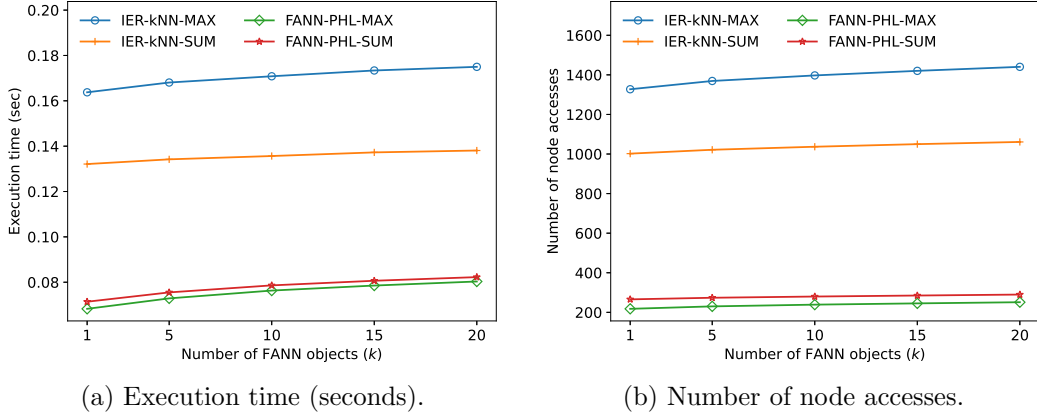 IER-kNN-MAX
IER-kNN-SUM
FANN-PHL-MAX
FANN-PHL-SUM
0.20
0.18
0.16
0.14
0.12
0.10
0.08
Execution time (sec)
1 5 10 15 20
Number of FANN objects (k)
(a) Execution time (seconds).
IER-kNN-MAX
IER-kNN-SUM
FANN-PHL-MAX
FANN-PHL-SUM
1600
1400
1200
1000
800
600
400
200
Number of node accesses
1 5 10 15 20
Number of FANN objects (k)
(b) Number of node accesses.